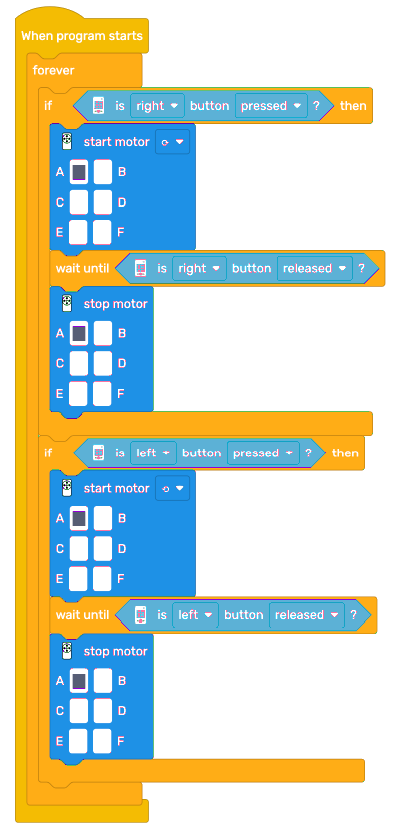 When program starts
forever
if is right button pressed ? then
start motor
A B
C D
E F
wait until is right button released ?
stop motor
A B
C D
E F
if is left button pressed ? then
start motor
A B
C D
E F
wait until is left button released ?
stop motor
A B
C D
E F